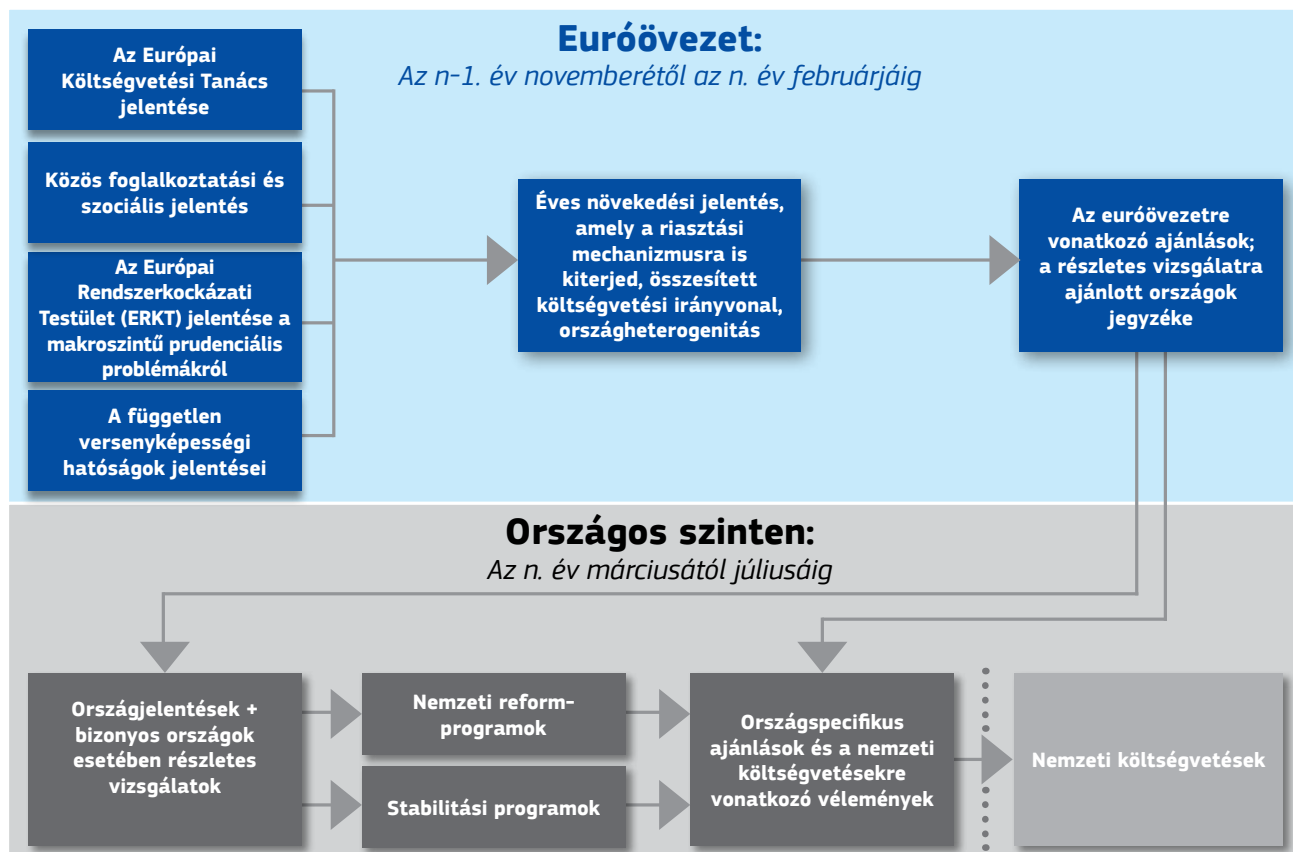 Euróövezet:
Az n-1. év novemberétől az n. év februárjáig
Az Európai
Költségvetési Tanács
jelentése
Közös foglalkoztatási és
szociális jelentés
Az Európai
Rendszerkockázati
Testület (ERKT) jelentése a
makroszintű prudenciális
problémákról
A független
versenyképességi
hatóságok jelentései
Éves növekedési jelentés,
amely a riasztási
mechanizmusra is
kiterjed, összesített
költségvetési irányvonal,
országheterogenitás
Az euróövezetre
vonatkozó ajánlások;
a részletes vizsgálatra
ajánlott országok
jegyzéke
Országos szinten:
Az n. év márciusától júliusáig
Országjelentések +
bizonyos országok
esetében részletes
vizsgálatok
Nemzeti reform-
programok
Stabilitási programok
Országspecifikus
ajánlások és a nemzeti
költségvetésekre
vonatkozó vélemények
Nemzeti költségvetések